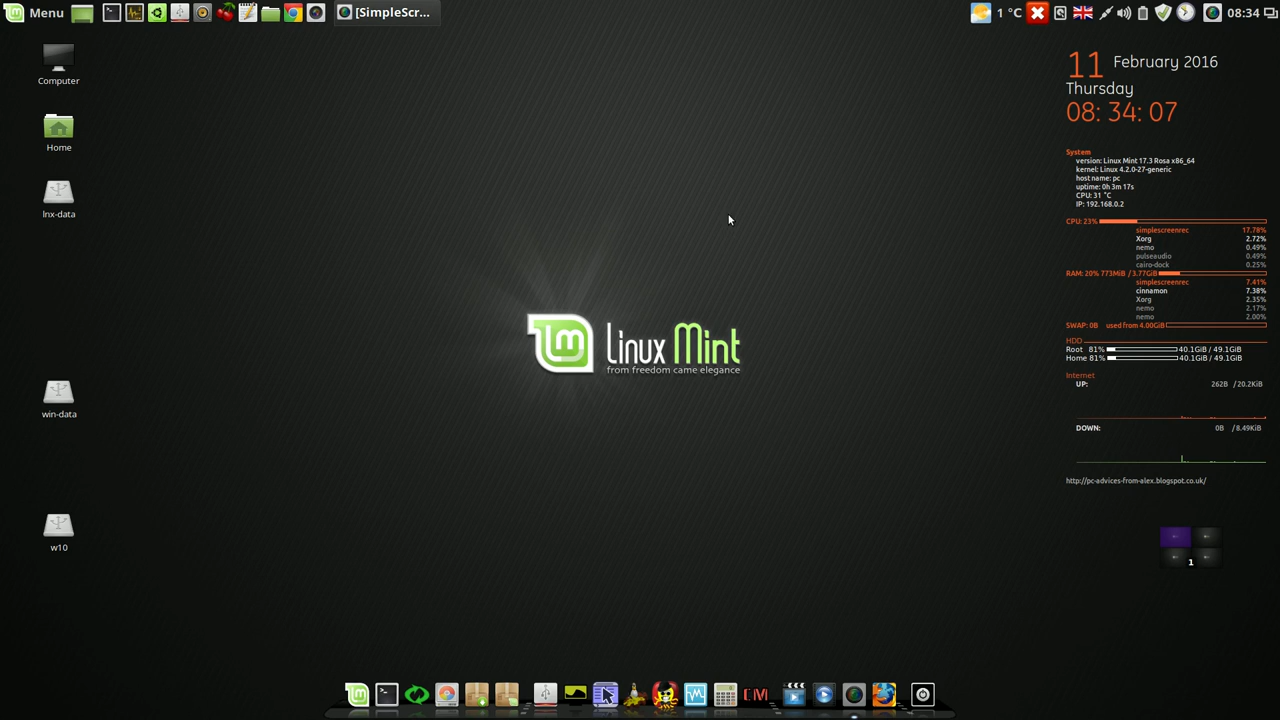 Menu
[SimpleScr...
1 °C
08:34
Computer
Home
lnx-data
win-data
w10
Linux Mint
from freedom came elegance
11 February 2016
Thursday
08: 34: 07
System
version: Linux Mint 17.3 Rosa x86_64
kernel: Linux 4.2.0-27-generic
host name: pc
uptime: 0h 3m 17s
CPU: 31 °C
IP: 192.168.0.2
CPU: 23%
simplescreenrec 17.78%
Xorg 2.72%
nemo 0.49%
pulseaudio 0.49%
cairo-dock 0.25%
RAM: 20% 773MiB / 3.77GiB
simplescreenrec 7.41%
cinnamon 7.38%
Xorg 2.35%
nemo 2.17%
nemo 2.00%
SWAP: 0B used from 4.00GiB
HDD
Root 81% 40.1GiB / 49.1GiB
Home 81% 40.1GiB / 49.1GiB
Internet
UP: 262B / 20.2KiB
DOWN: 0B / 8.49KiB
http://pc-advices-from-alex.blogspot.co.uk/
1